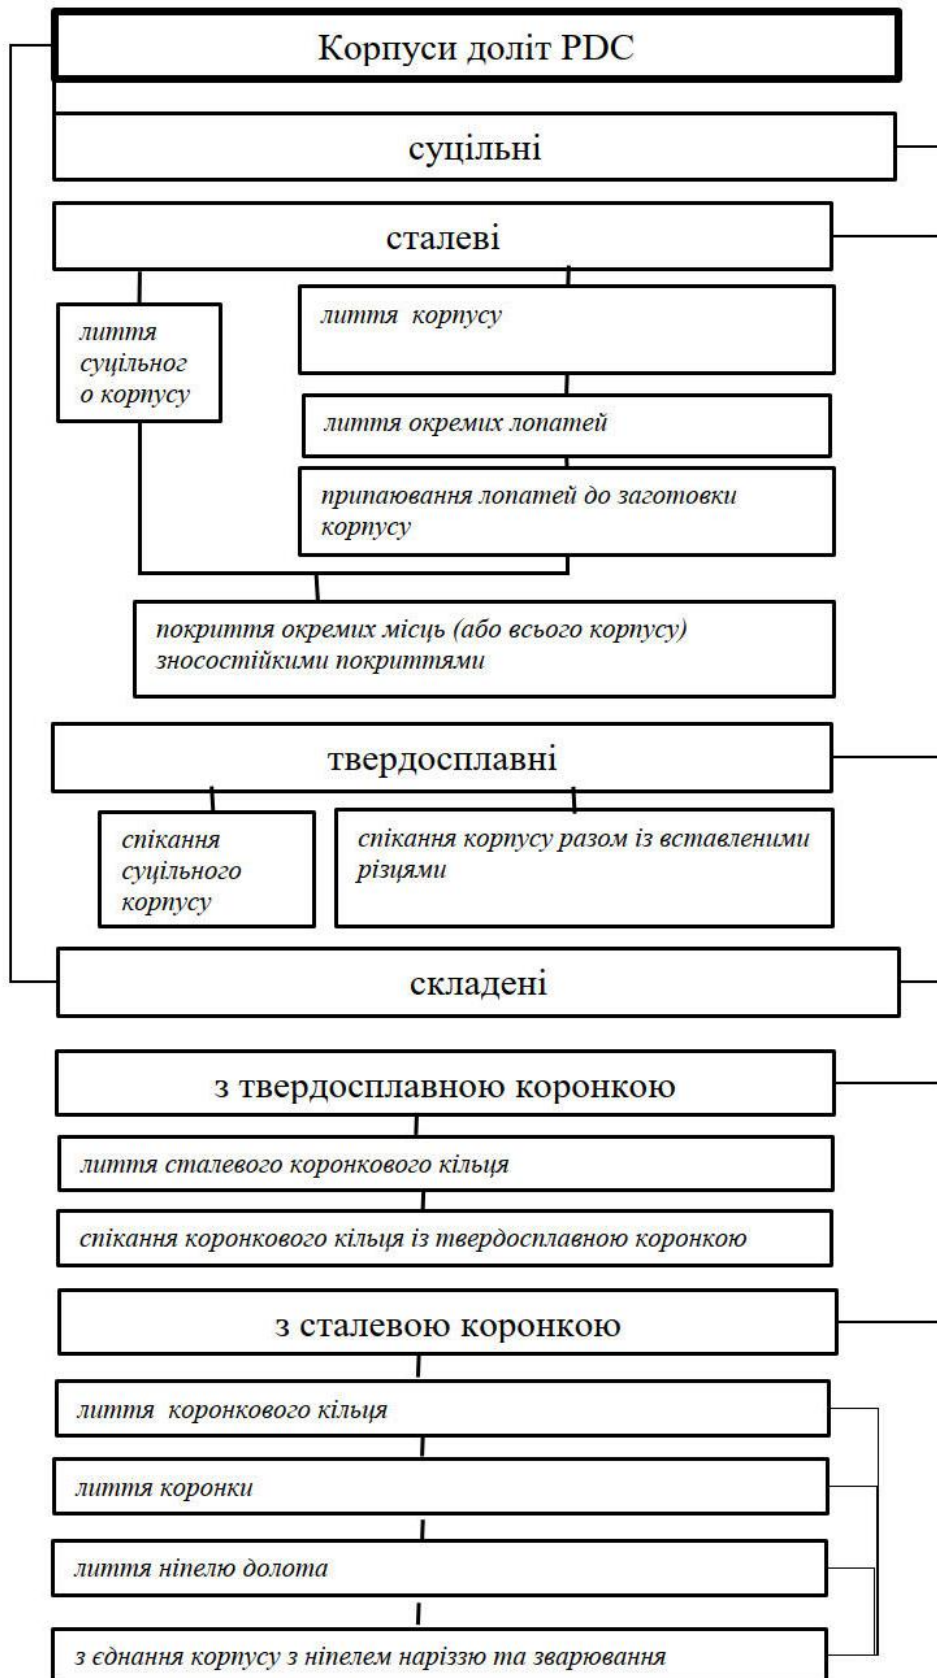 Корпуси доліт PDC
суцільні
сталеві
лиття
суцільног
о корпусу
лиття корпусу
лиття окремих лопатей
припаювання лопатей до заготовки
корпусу
покриття окремих місць (або всього корпусу)
зносостійкими покриттями
твердосплавні
спікання
суцільного
корпусу
спікання корпусу разом із вставленими
різцями
складені
з твердосплавною коронкою
лиття сталевого коронкового кільця
спікання коронкового кільця із твердосплавною коронкою
з сталевою коронкою
лиття коронкового кільця
лиття коронки
лиття ніпелю долота
з єднання корпусу з ніпелем наріззю та зварювання